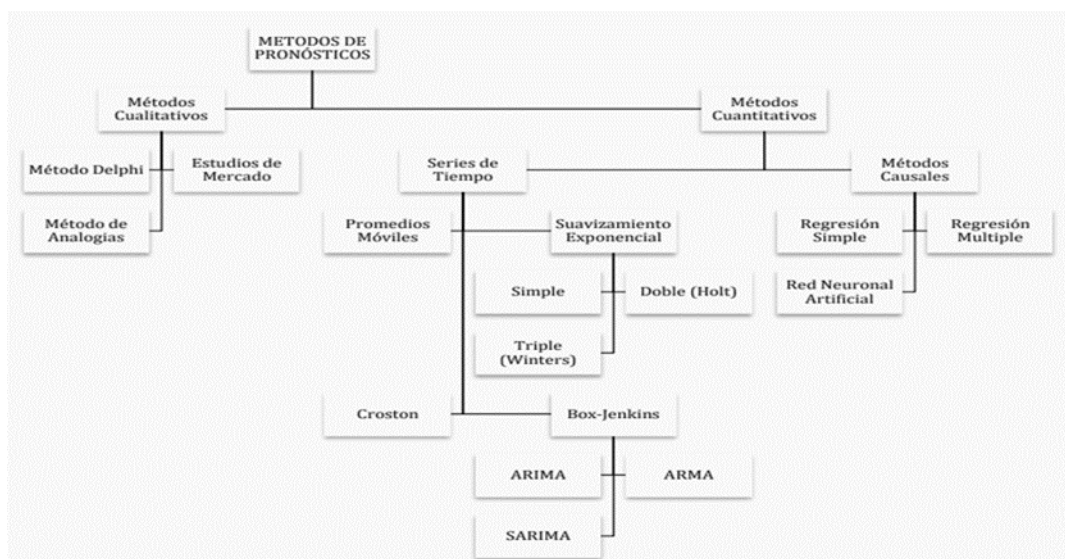 METODOS DE
PRONÓSTICOS
Métodos
Cualitativos
Métodos
Cuantitativos
Método Delphi
Estudios de
Mercado
Series de
Tiempo
Métodos
Causales
Método de
Analogias
Promedios
Móviles
Suavizamiento
Exponencial
Regresión
Simple
Regresión
Multiple
Simple
Doble (Holt)
Red Neuronal
Artificial
Triple
(Winters)
Croston
Box-Jenkins
ARIMA
ARMA
SARIMA